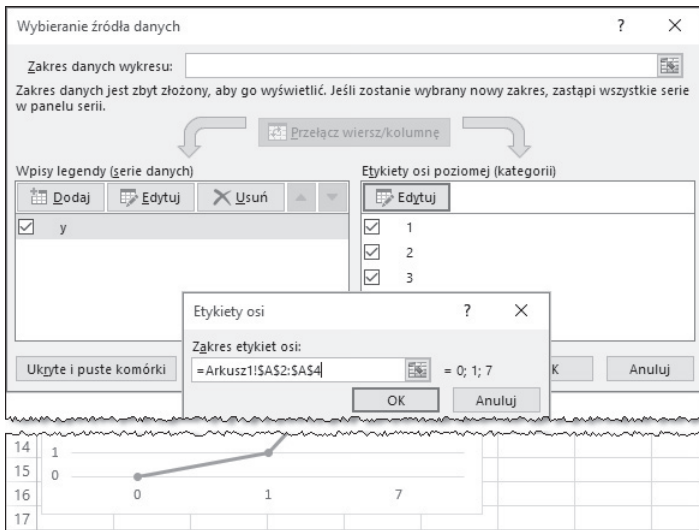 Wybieranie źródła danych ? ×
Zakres danych wykresu:
Zakres danych jest zbyt złożony, aby go wyświetlić. Jeśli zostanie wybrany nowy zakres, zastąpi wszystkie serie
w panelu serii.
Przełącz wiersz/kolumnę
Wpisy legendy (serie danych)
Dodaj Edytuj Usuń
y
Etykiety osi poziomej (kategorii)
Edytuj
1
2
3
Ukryte i puste komórki
K Anuluj
Etykiety osi ? ×
Zakres etykiet osi:
=Arkusz1!$A$2:$A$4 = 0; 1; 7
OK Anuluj
14
15
16
17
1
0
0 1 7